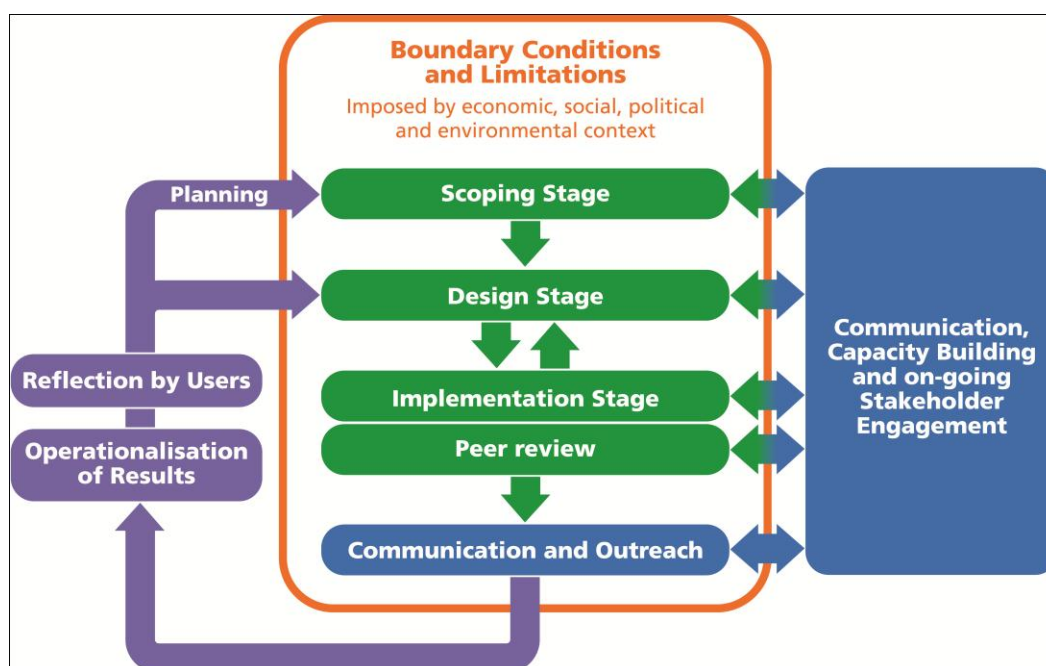 Boundary Conditions
and Limitations
Imposed by economic, social, political
and environmental context
Planning
Scoping Stage
Design Stage
Reflection by Users
Implementation Stage
Operationalisation
of Results
Peer review
Communication and Outreach
Communication,
Capacity Building
and on-going
Stakeholder
Engagement